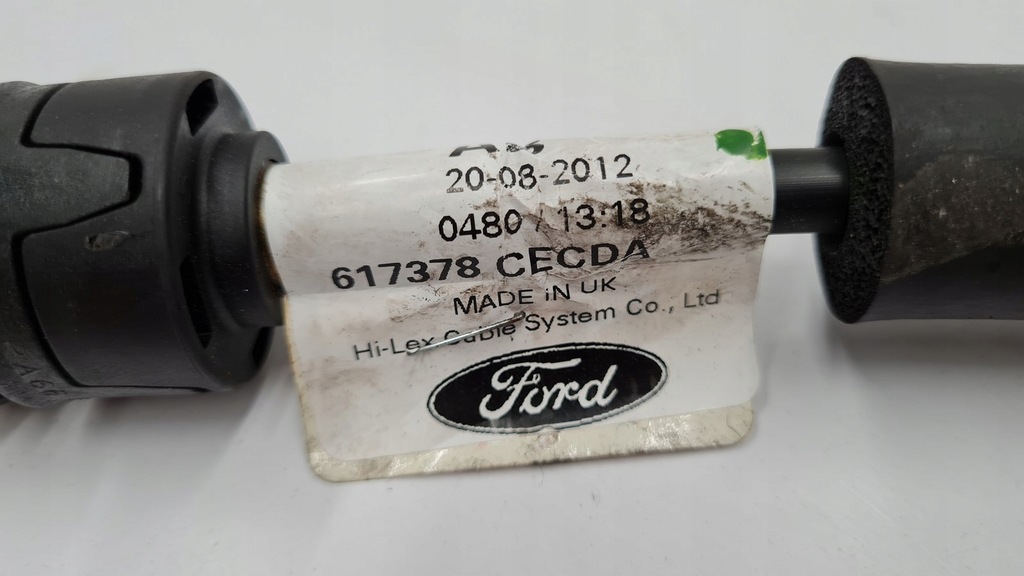 20-08-2012
0480 / 13:18
617378 CECDA
MADE IN UK
Hi-Lex Cable System Co., Ltd
Ford